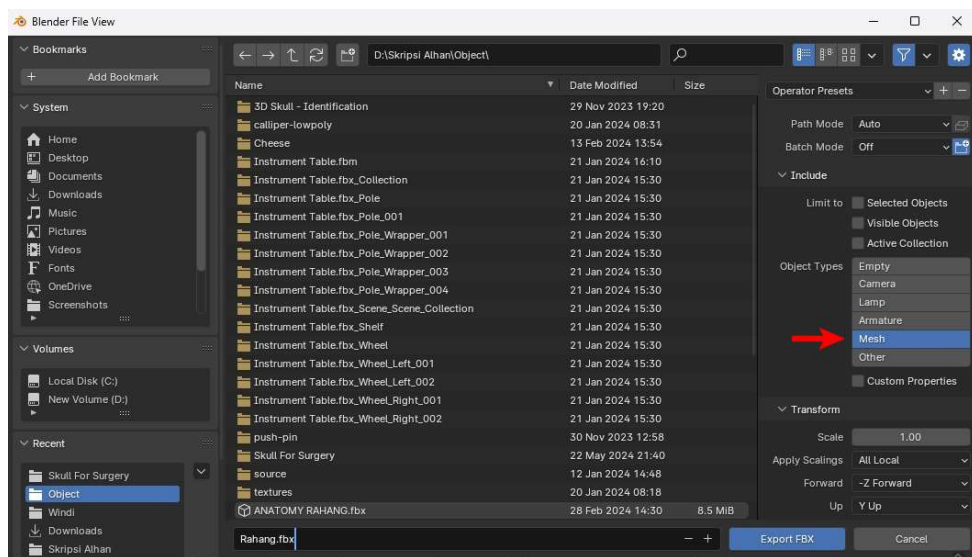 Blender File View
Bookmarks
Add Bookmark
System
Home
Desktop
Documents
Downloads
Music
Pictures
Videos
Fonts
OneDrive
Screenshots
Volumes
Local Disk (C:)
New Volume (D:)
Recent
Skull For Surgery
Object
Windi
Downloads
Skripsi Alhan
D:\Skripsi Alhan\Object\
Name Date Modified Size
3D Skull - Identification 29 Nov 2023 19:20
calliper-lowpoly 20 Jan 2024 08:31
Cheese 13 Feb 2024 13:54
Instrument Table.fbm 21 Jan 2024 16:10
Instrument Table.fbx_Collection 21 Jan 2024 15:30
Instrument Table.fbx_Pole 21 Jan 2024 15:30
Instrument Table.fbx_Pole_001 21 Jan 2024 15:30
Instrument Table.fbx_Pole_Wrapper_001 21 Jan 2024 15:30
Instrument Table.fbx_Pole_Wrapper_002 21 Jan 2024 15:30
Instrument Table.fbx_Pole_Wrapper_003 21 Jan 2024 15:30
Instrument Table.fbx_Pole_Wrapper_004 21 Jan 2024 15:30
Instrument Table.fbx_Scene_Scene_Collection 21 Jan 2024 15:30
Instrument Table.fbx_Shelf 21 Jan 2024 15:30
Instrument Table.fbx_Wheel 21 Jan 2024 15:30
Instrument Table.fbx_Wheel_Left_001 21 Jan 2024 15:30
Instrument Table.fbx_Wheel_Left_002 21 Jan 2024 15:30
Instrument Table.fbx_Wheel_Right_001 21 Jan 2024 15:30
Instrument Table.fbx_Wheel_Right_002 21 Jan 2024 15:30
push-pin 30 Nov 2023 12:58
Skull For Surgery 22 May 2024 21:40
source 12 Jan 2024 14:48
textures 20 Jan 2024 08:18
ANATOMY RAHANG.fbx 28 Feb 2024 14:30 8.5 MiB
Rahang.fbx
Operator Presets
Path Mode Auto
Batch Mode Off
Include
Limit to Selected Objects
Visible Objects
Active Collection
Object Types Empty
Camera
Lamp
Armature
Mesh
Other
Custom Properties
Transform
Scale 1.00
Apply Scalings All Local
Forward -Z Forward
Up Y Up
Export FBX Cancel